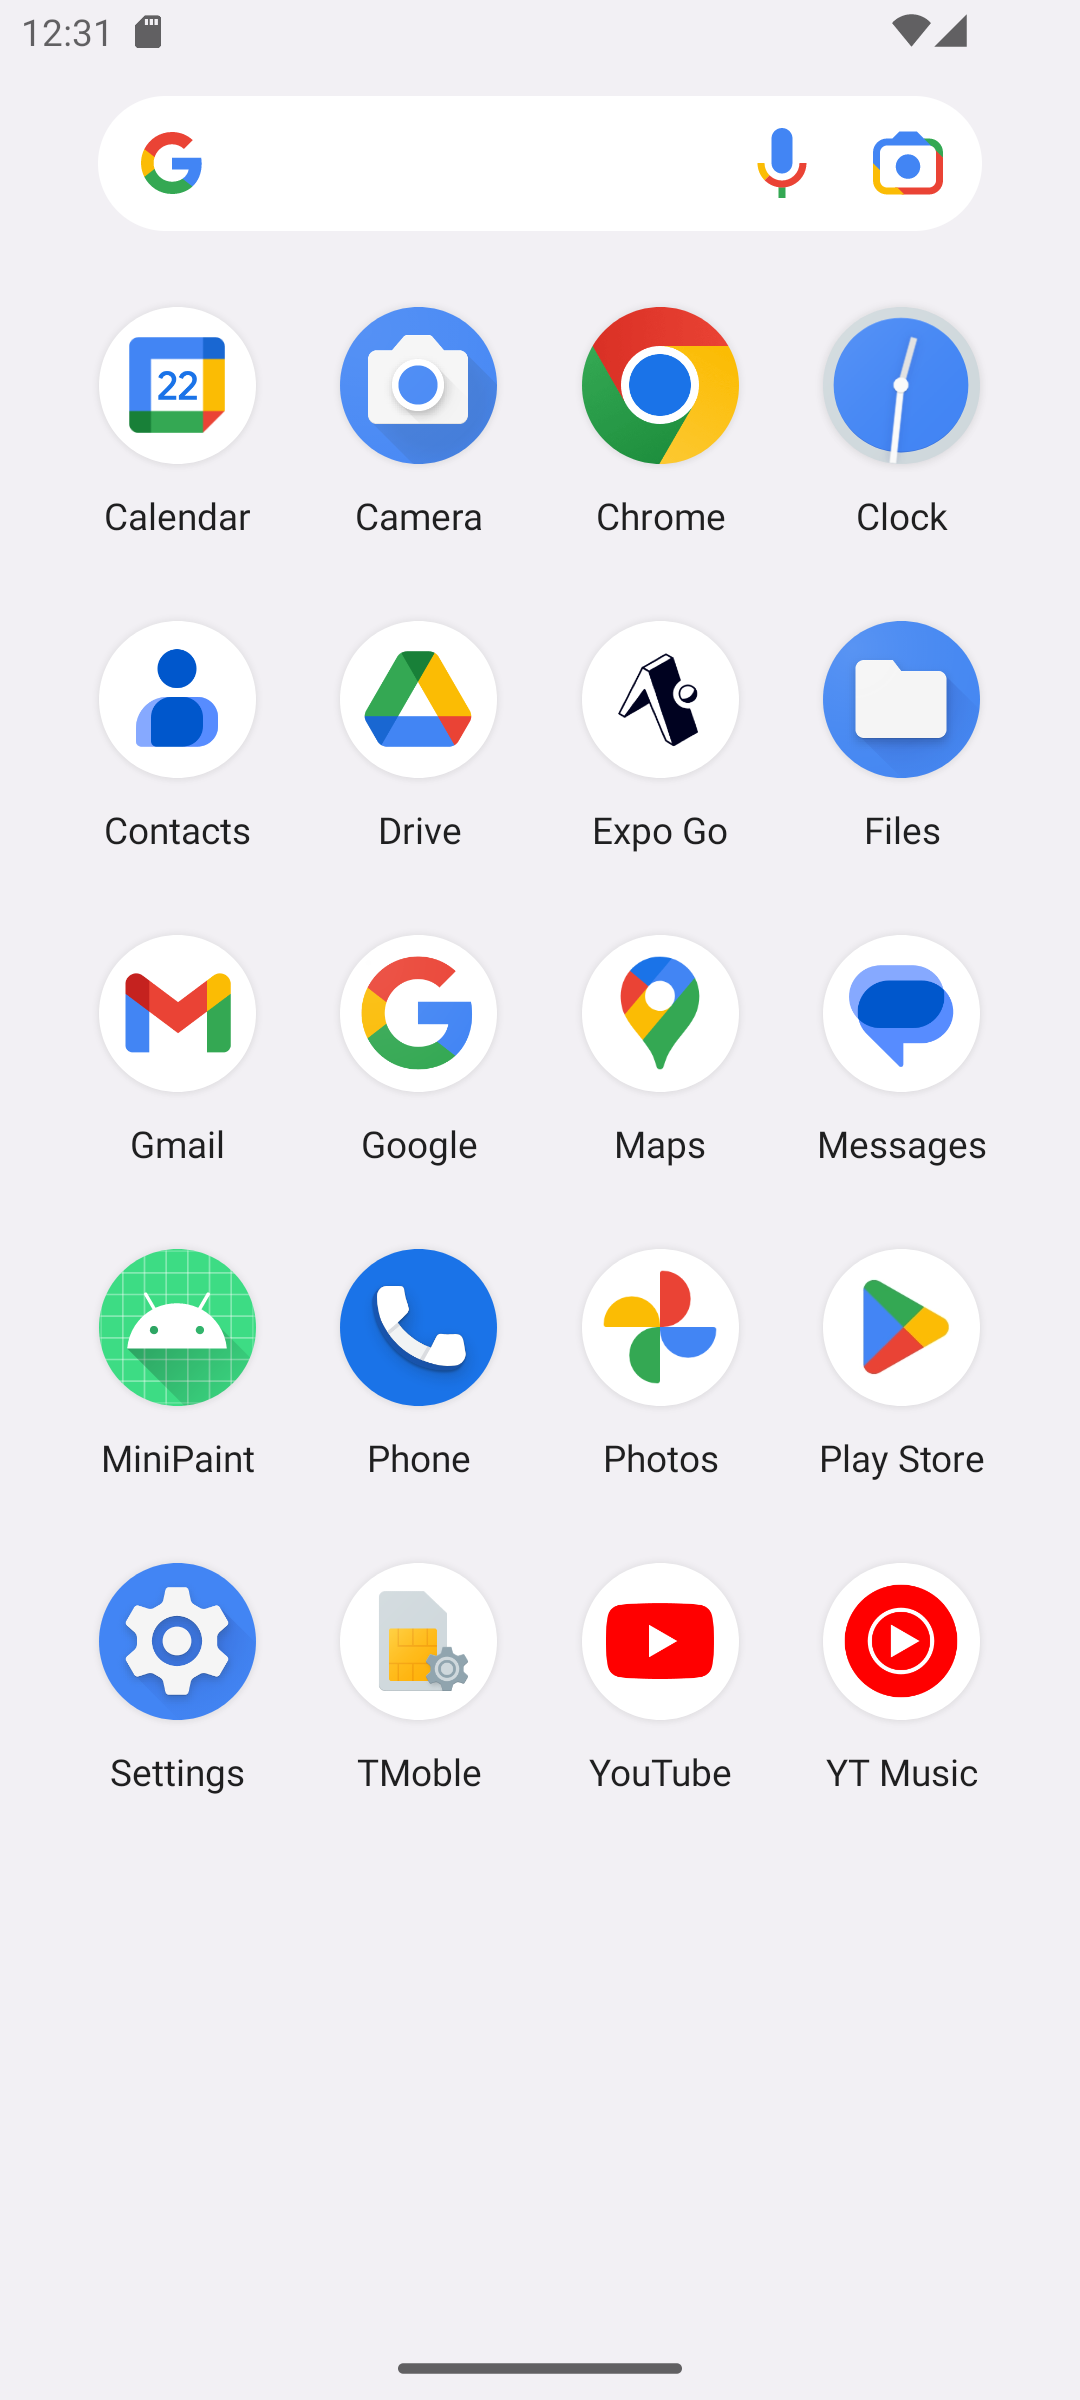 12:31
22
Calendar Camera Chrome Clock
Contacts Drive Expo Go Files
Gmail Google Maps Messages
MiniPaint Phone Photos Play Store
Settings TMoble YouTube YT Music